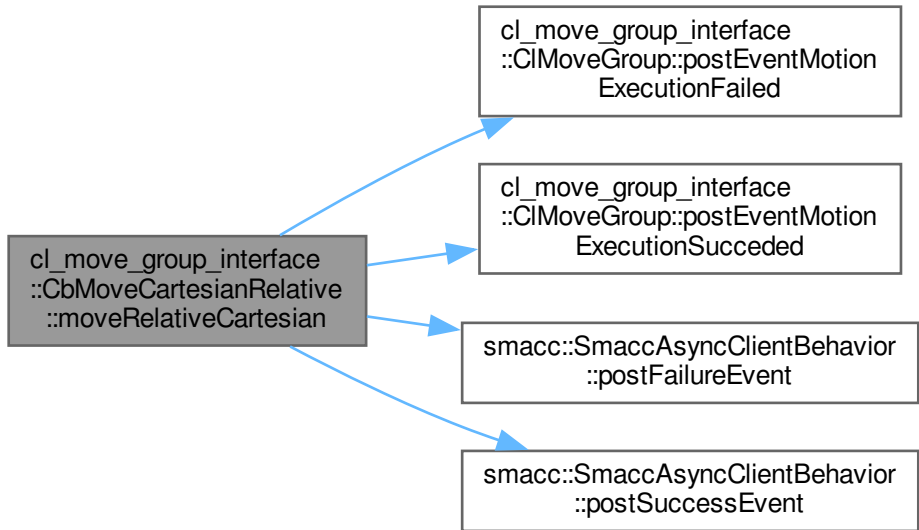 cl_move_group_interface
::ClMoveGroup::postEventMotion
ExecutionFailed
cl_move_group_interface
::ClMoveGroup::postEventMotion
ExecutionSucceded
cl_move_group_interface
::CbMoveCartesianRelative
::moveRelativeCartesian
smacc::SmaccAsyncClientBehavior
::postFailureEvent
smacc::SmaccAsyncClientBehavior
::postSuccessEvent